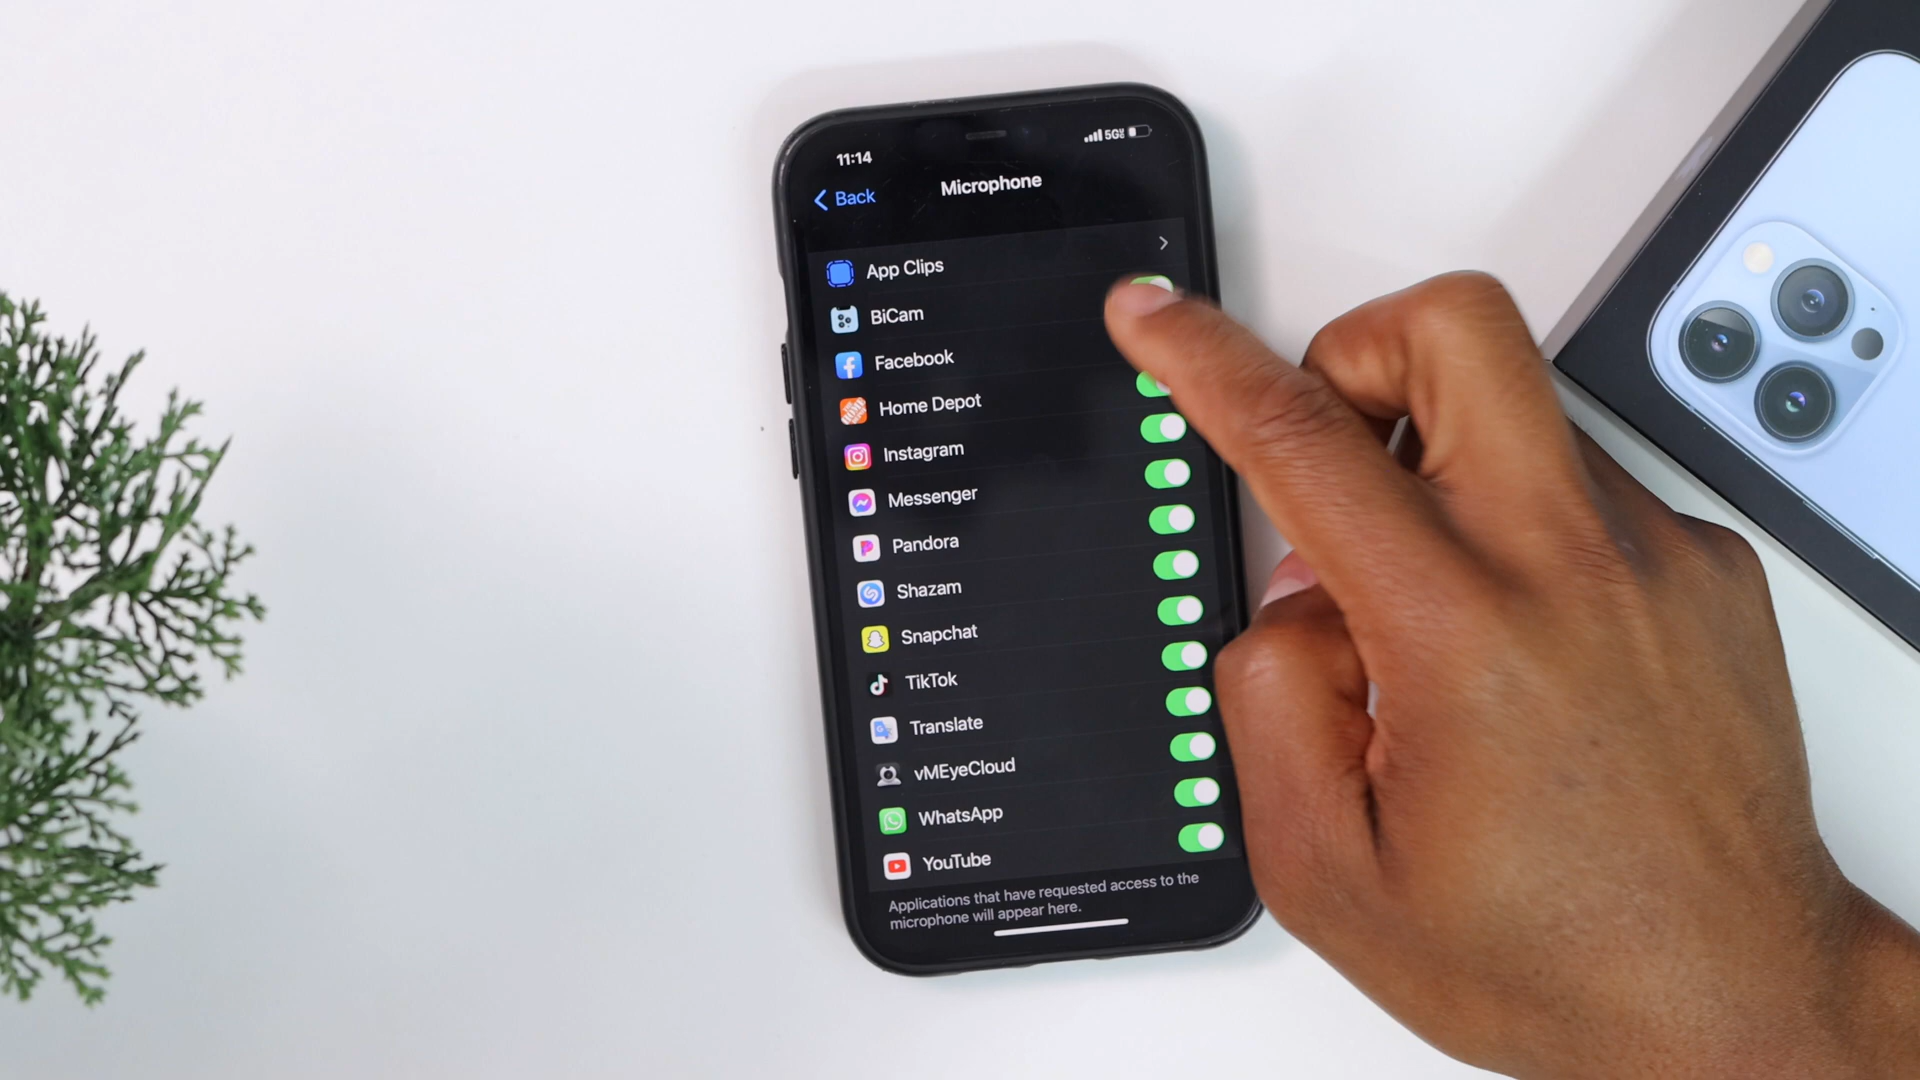 11:14
5G
Back
Microphone
App Clips
BiCam
Facebook
Home Depot
Instagram
Messenger
Pandora
Shazam
Snapchat
TikTok
Translate
vMEyeCloud
WhatsApp
YouTube
Applications that have requested access to the
microphone will appear here.